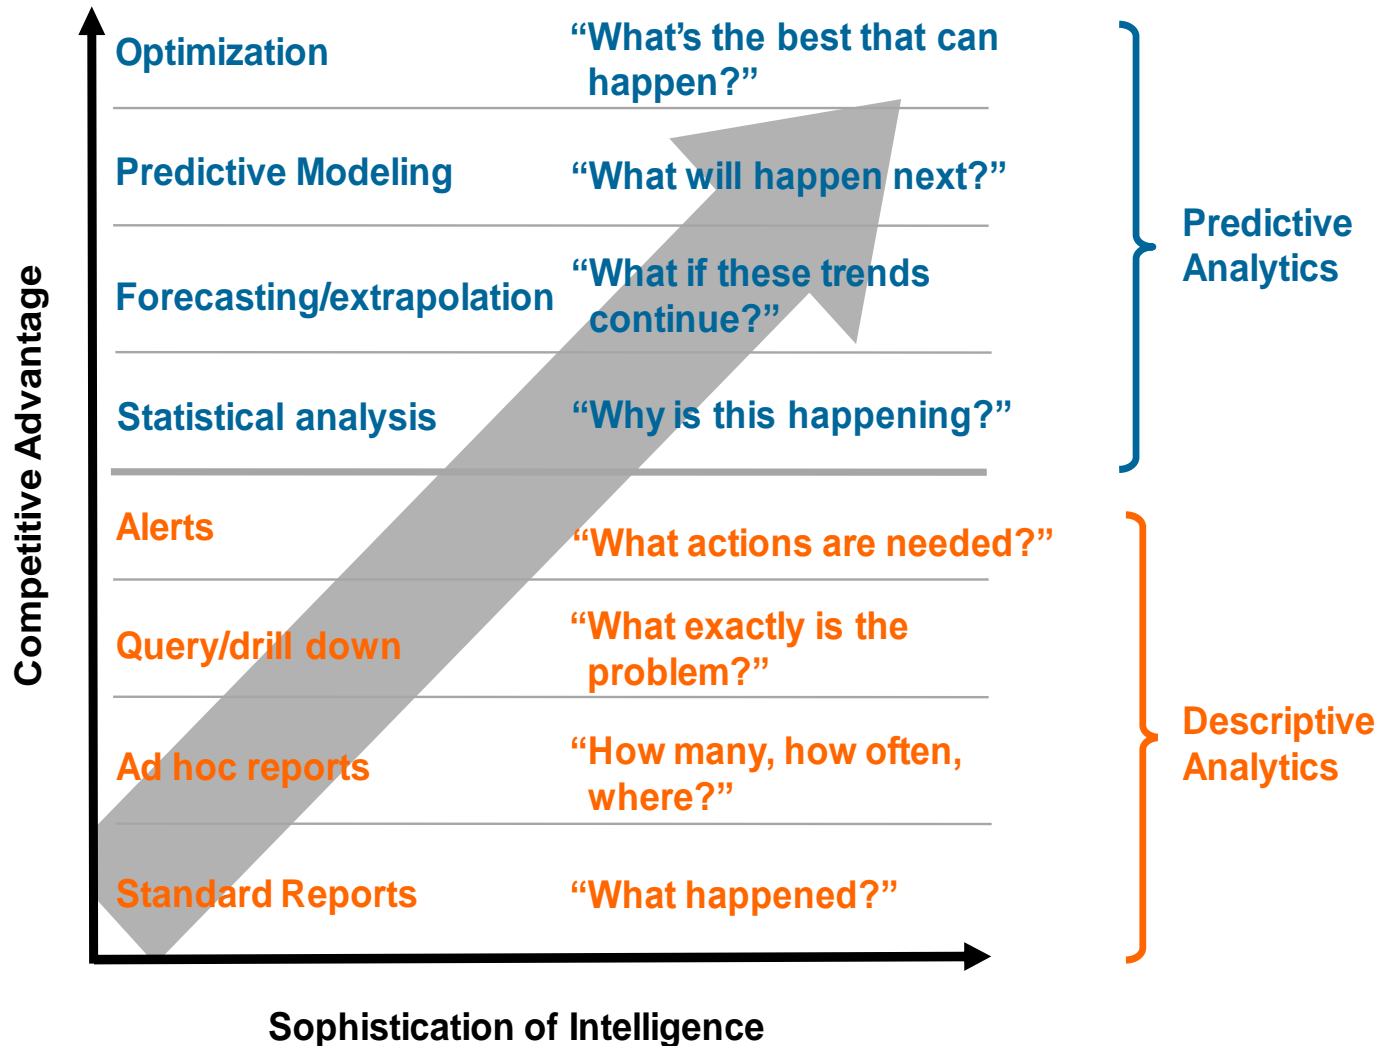 Optimization
“What’s the best that can
happen?”
Predictive Modeling
“What will happen next?”
Forecasting/extrapolation
“What if these trends
continue?”
Statistical analysis
“Why is this happening?”
Predictive
Analytics
Alerts
“What actions are needed?”
Query/drill down
“What exactly is the
problem?”
Ad hoc reports
“How many, how often,
where?”
Standard Reports
“What happened?”
Descriptive
Analytics
Competitive Advantage
Sophistication of Intelligence